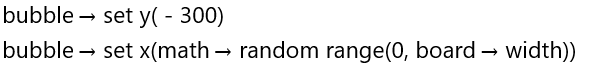 bubble → set y( - 300)
bubble → set x(math → random range(0, board → width))